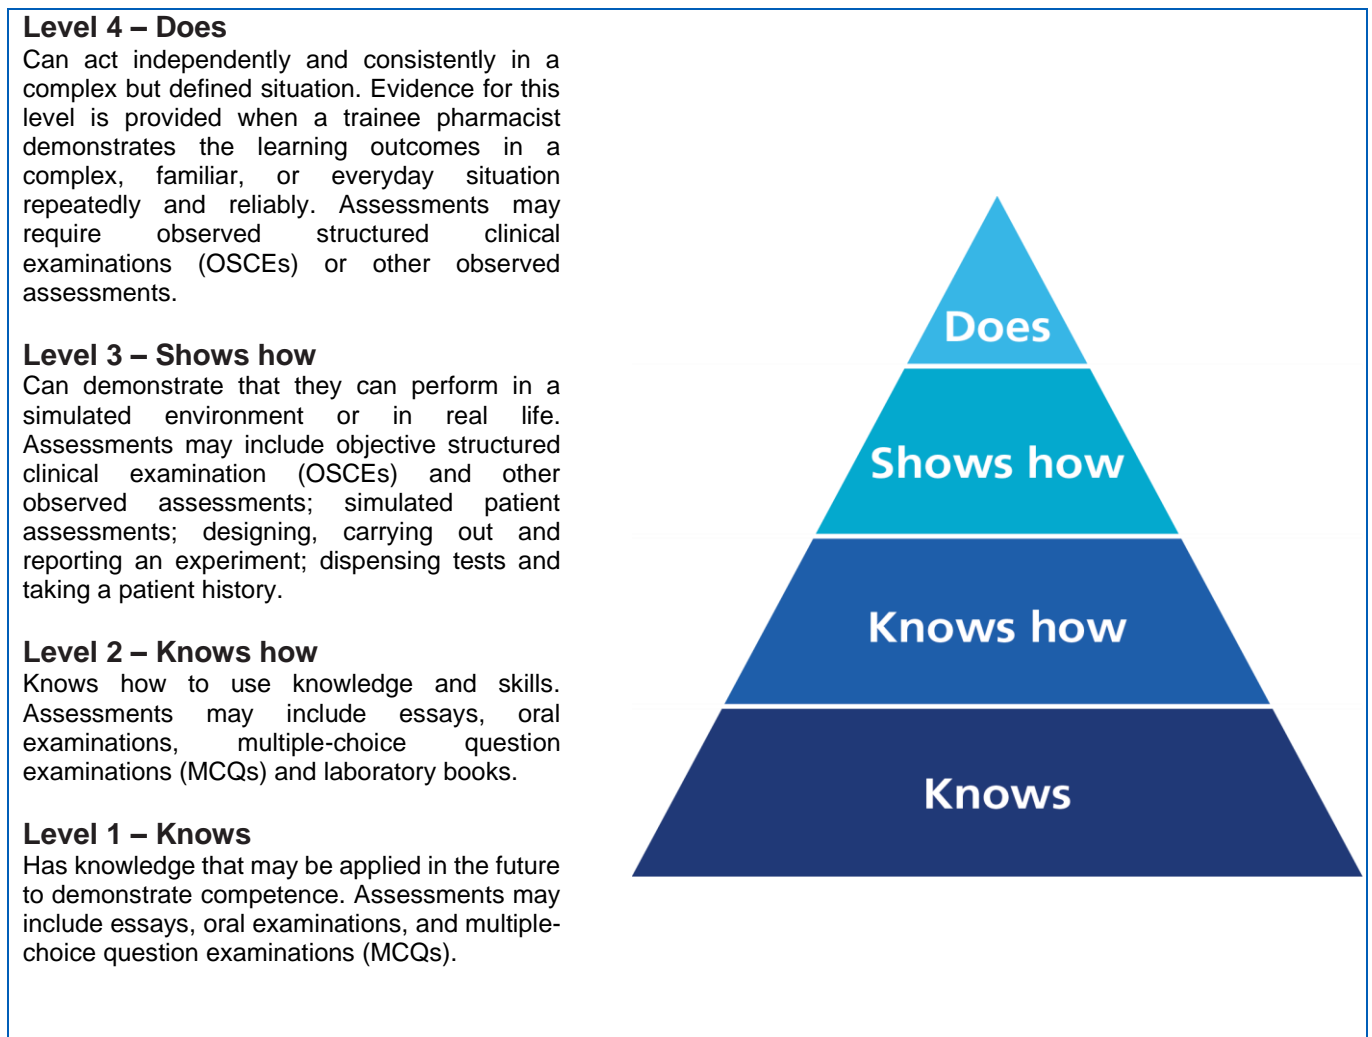 Level 4 – Does
Can act independently and consistently in a
complex but defined situation. Evidence for this
level is provided when a trainee pharmacist
demonstrates the learning outcomes in a
complex, familiar, or everyday situation
repeatedly and reliably. Assessments may
require observed structured clinical
examinations (OSCEs) or other observed
assessments.
Level 3 – Shows how
Can demonstrate that they can perform in a
simulated environment or in real life.
Assessments may include objective structured
clinical examination (OSCEs) and other
observed assessments; simulated patient
assessments; designing, carrying out and
reporting an experiment; dispensing tests and
taking a patient history.
Level 2 – Knows how
Knows how to use knowledge and skills.
Assessments may include essays, oral
examinations, multiple-choice question
examinations (MCQs) and laboratory books.
Level 1 – Knows
Has knowledge that may be applied in the future
to demonstrate competence. Assessments may
include essays, oral examinations, and multiple-
choice question examinations (MCQs).
Does
Shows how
Knows how
Knows